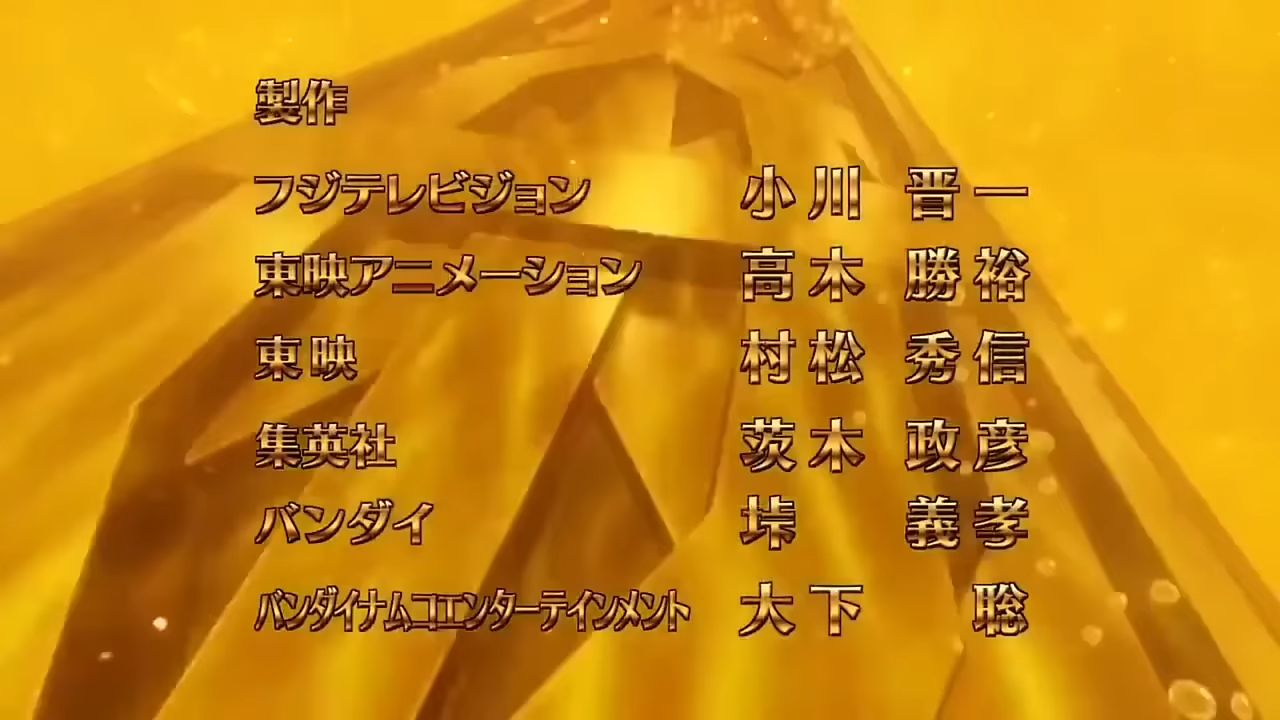 製作
フジテレビジョン 小川 晋一
東映アニメーション 高木 勝裕
東映 村松 秀信
集英社 茨木 政彦
バンダイ 垰 義孝
バンダイナムコエンターテインメント 大下 聡